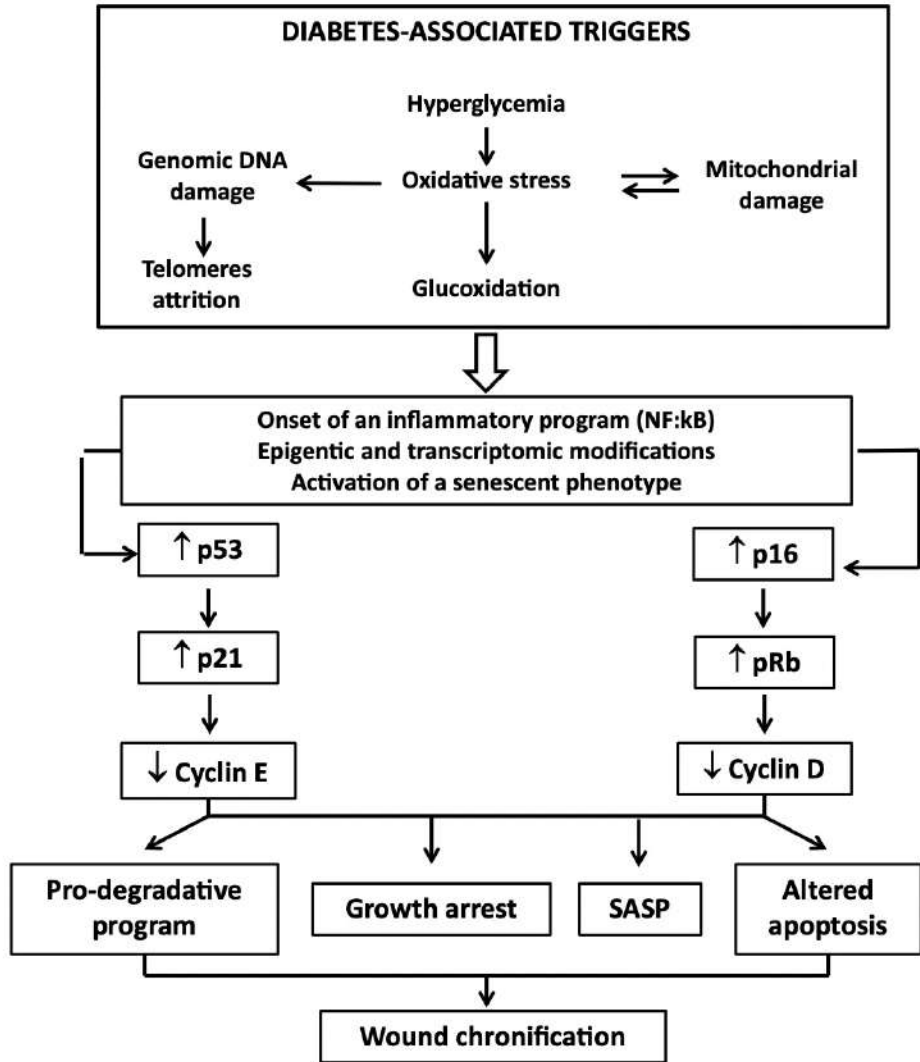 DIABETES-ASSOCIATED TRIGGERS
Hyperglycemia
Genomic DNA
damage
Oxidative stress
Mitochondrial
damage
Telomeres
attrition
Glucoxidation
Onset of an inflammatory program (NF:kB)
Epigentic and transcriptomic modifications
Activation of a senescent phenotype
↑ p53
↑ p16
↑ p21
↑ pRb
↓ Cyclin E
↓ Cyclin D
Pro-degradative
program
Growth arrest
SASP
Altered
apoptosis
Wound chronification